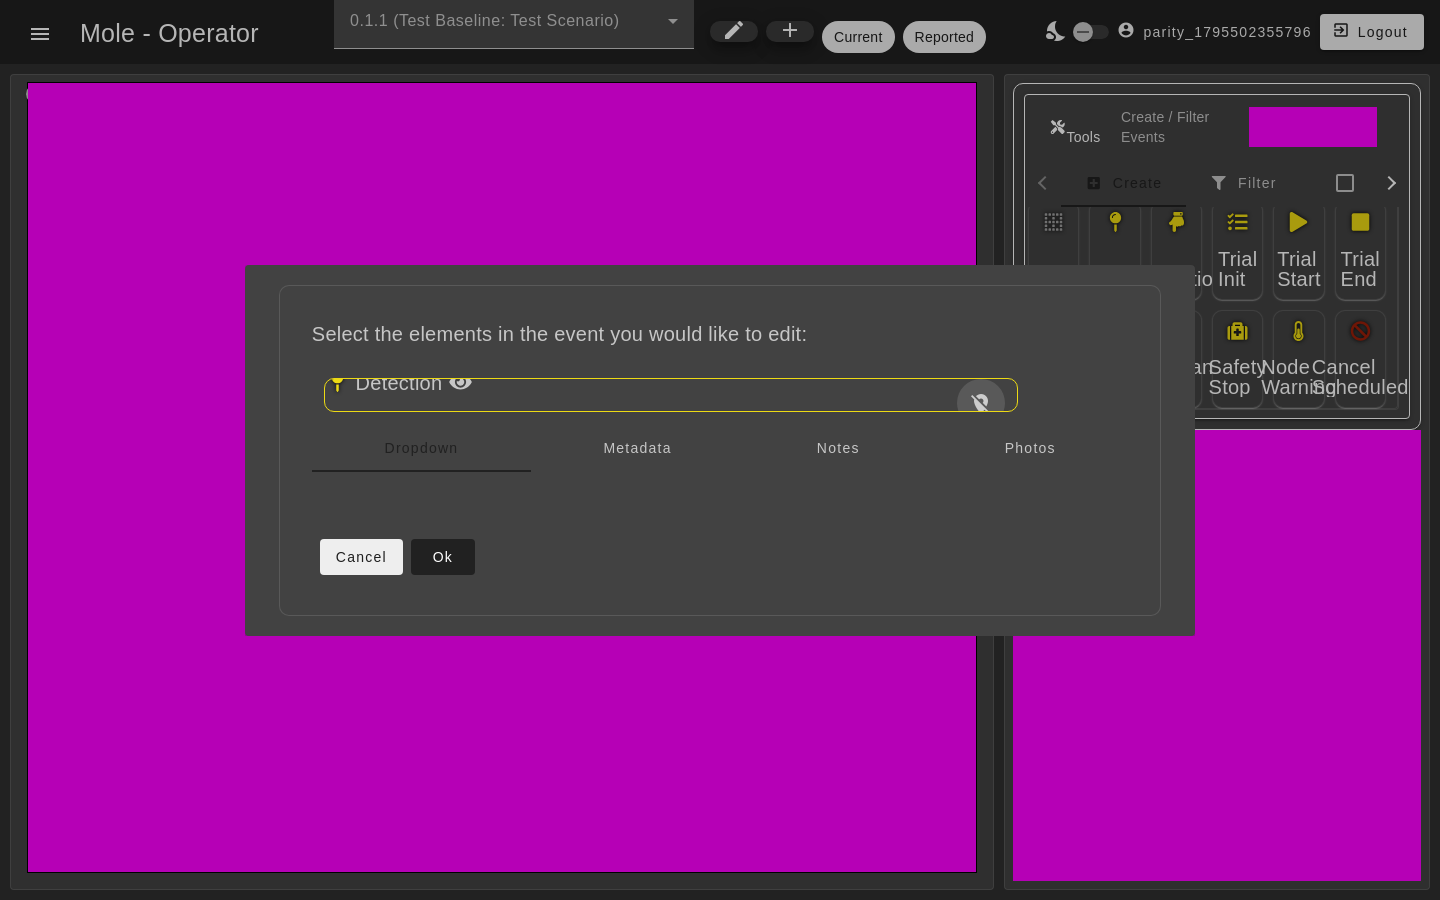 Mole - Operator
0.1.1 (Test Baseline: Test Scenario)
Current
Reported
parity_1795502355796
Logout
Tools
Create / Filter
Events
Create
Filter
Trial
Init
Trial
Start
Trial
End
Safety
Stop
Node
Warning
Cancel
Scheduled
Select the elements in the event you would like to edit:
Detection
Dropdown
Metadata
Notes
Photos
Cancel
Ok